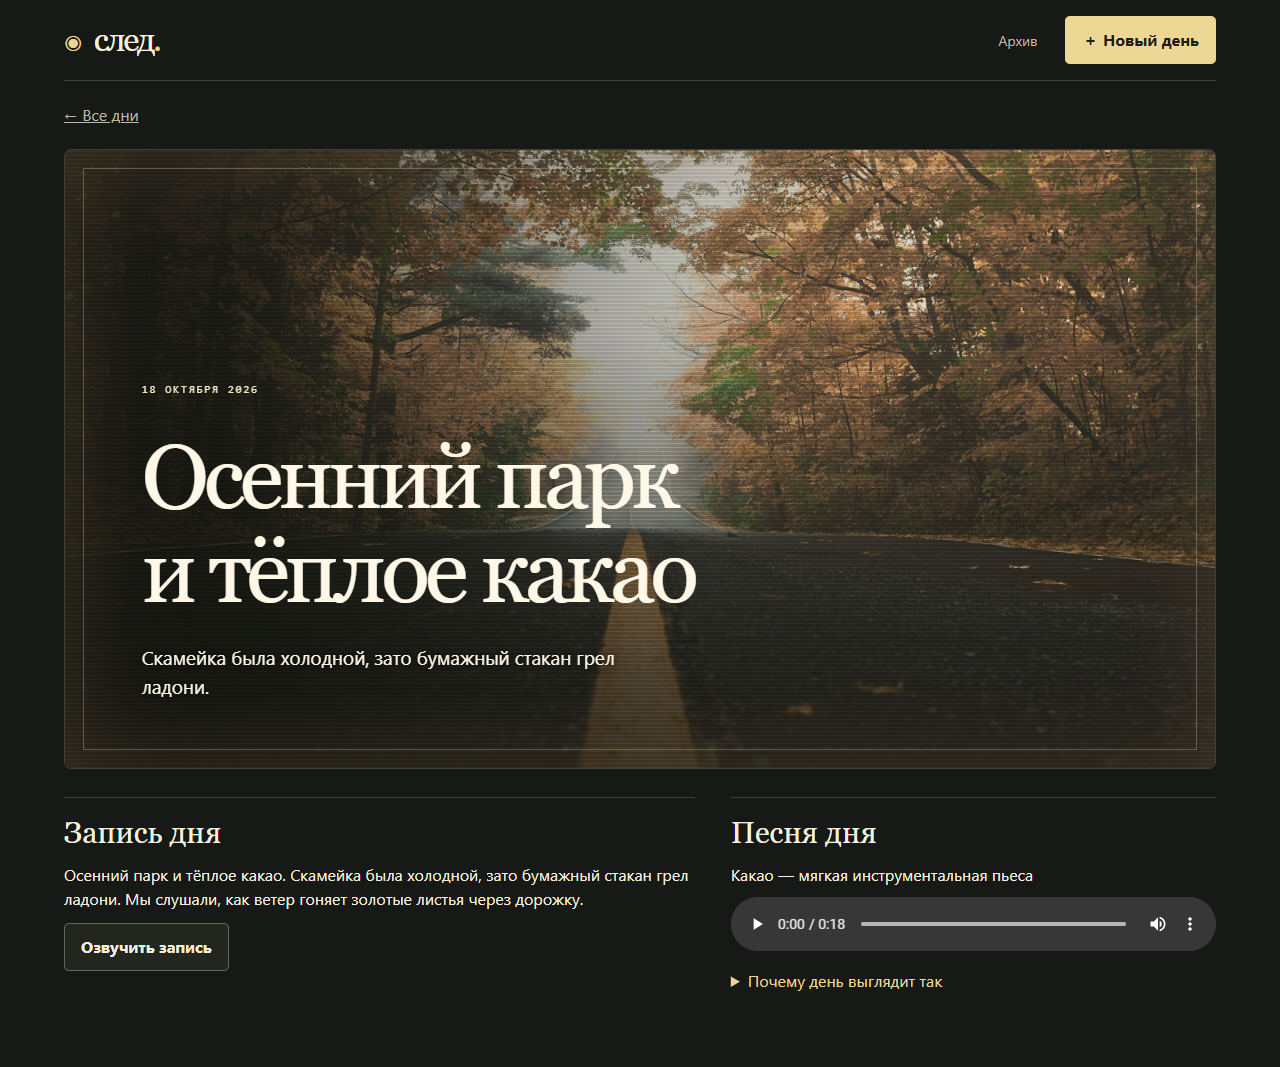 ◉ след.
Архив
+ Новый день
← Все дни
18 ОКТЯБРЯ 2026
Осенний парк
и тёплое какао
Скамейка была холодной, зато бумажный стакан грел
ладони.
Запись дня
Осенний парк и тёплое какао. Скамейка была холодной, зато бумажный стакан грел
ладони. Мы слушали, как ветер гоняет золотые листья через дорожку.
Озвучить запись
Песня дня
Какао — мягкая инструментальная пьеса
0:00 / 0:18
Почему день выглядит так